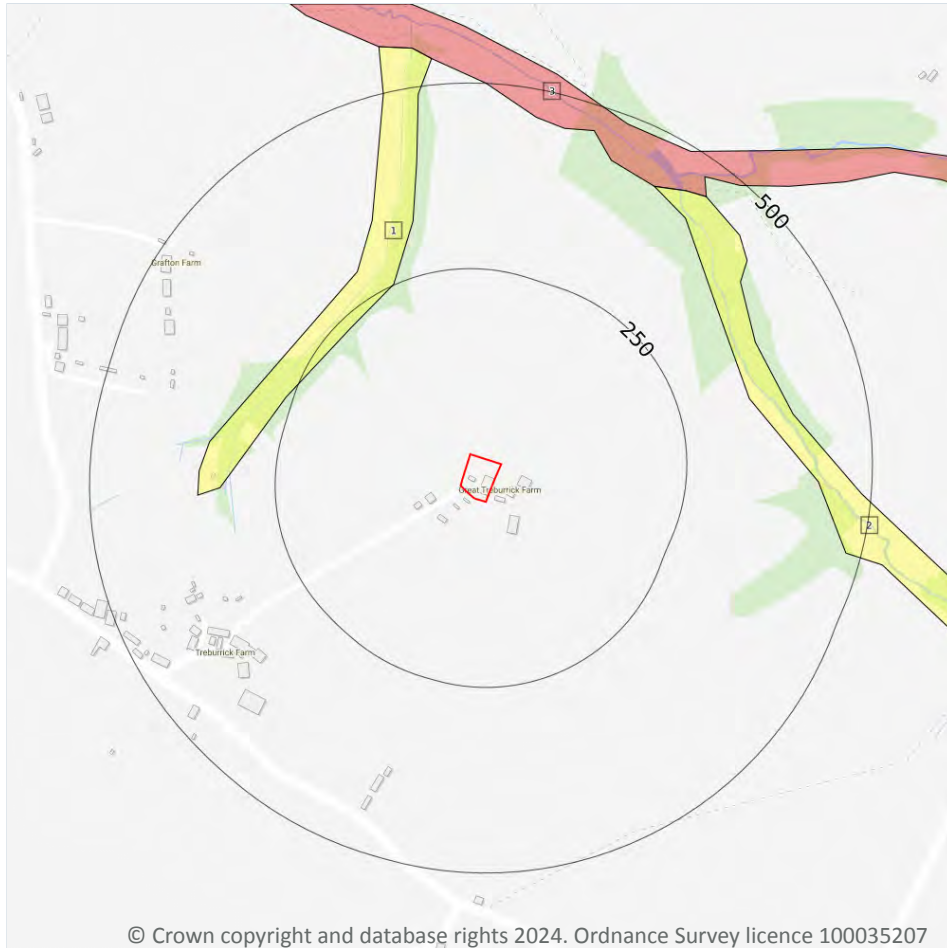 3
500
1
Grafton Farm
250
Great Treburrick Farm
2
Treburrick Farm
© Crown copyright and database rights 2024. Ordnance Survey licence 100035207